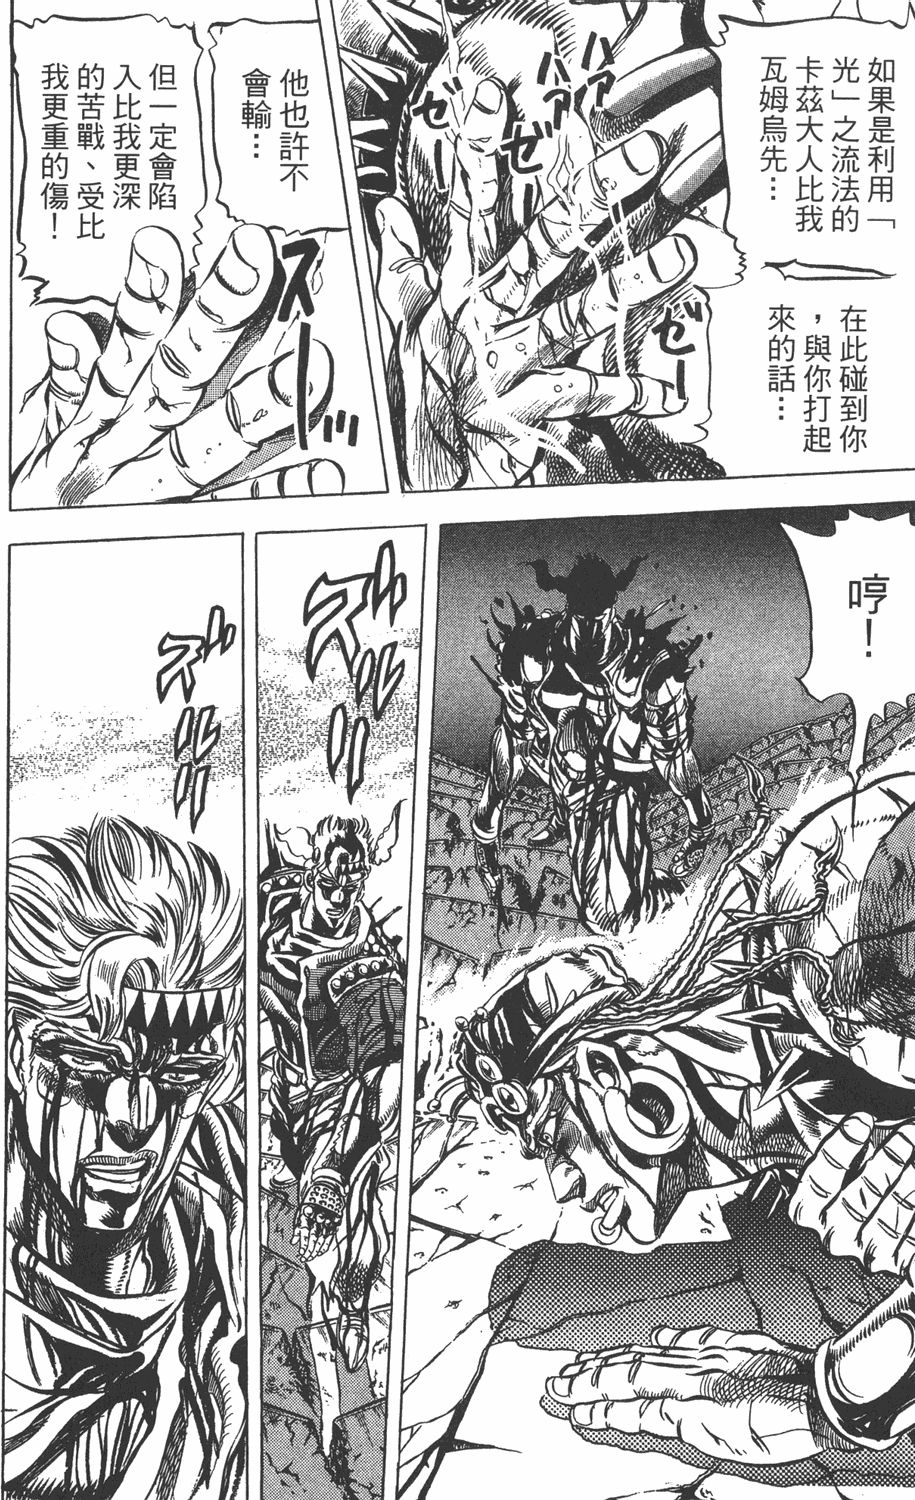 如果是利用「
光」之流法的
卡茲大人比我
瓦姆烏先…
在此碰到你
，與你打起
來的話…
ゼー
ゼー
ゼー
他也許不
會輸…
但一定會陷
入比我更深
的苦戰、受比
我更重的傷！
スーッ
哼！
ズルリ
ズルリ